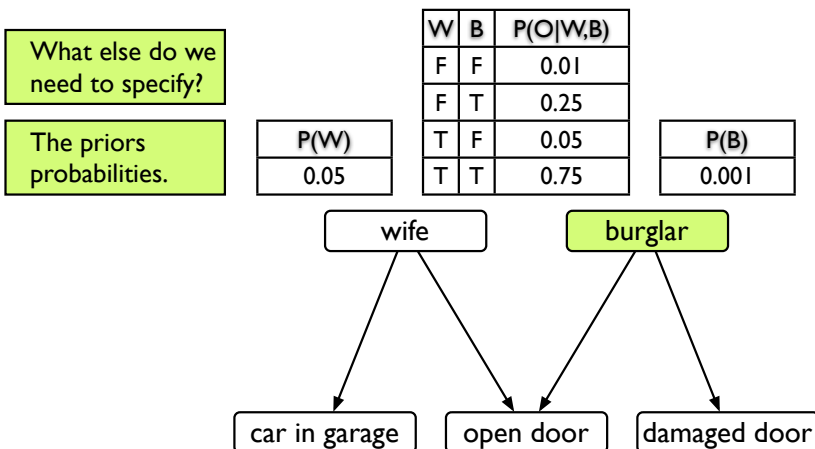 What else do we
need to specify?
The priors
probabilities.
P(W)
0.05
W B P(O|W,B)
F F 0.01
F T 0.25
T F 0.05
T T 0.75
P(B)
0.001
wife
burglar
car in garage
open door
damaged door